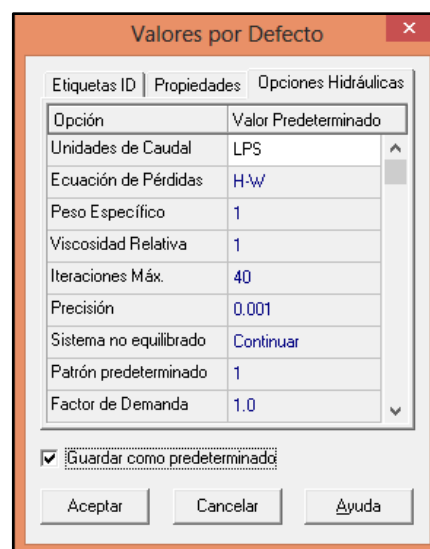 Valores por Defecto
Etiquetas ID Propiedades Opciones Hidráulicas
Opción Valor Predeterminado
Unidades de Caudal LPS
Ecuación de Pérdidas H-W
Peso Específico 1
Viscosidad Relativa 1
Iteraciones Máx. 40
Precisión 0.001
Sistema no equilibrado Continuar
Patrón predeterminado 1
Factor de Demanda 1.0
Guardar como predeterminado
Aceptar Cancelar Ayuda